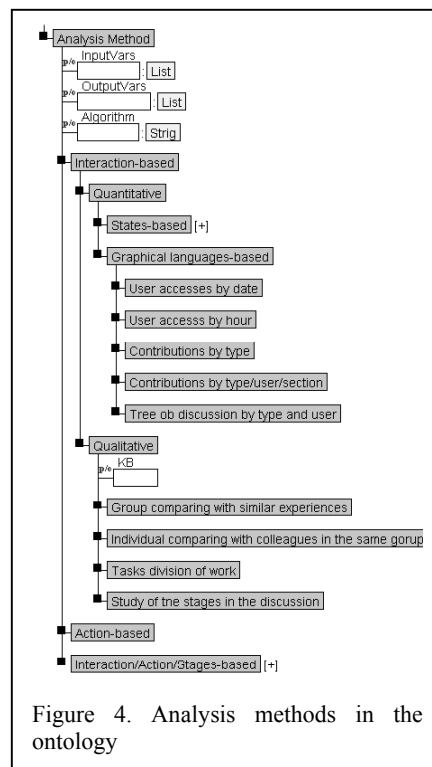 Analysis Method
p/o InputVars
: List
p/o OutputVars
: List
p/o Algorithm
: Strig
Interaction-based
Quantitative
States-based [+]
Graphical languages-based
User accesses by date
User accesss by hour
Contributions by type
Contributions by type/user/section
Tree ob discussion by type and user
Qualitative
p/o KB
Group comparing with similar experiences
Individual comparing with colleagues in the same gorup
Tasks division of work
Study of the stages in the discussion
Action-based
Interaction/Action/Stages-based [+]
Figure 4. Analysis methods in the
ontology